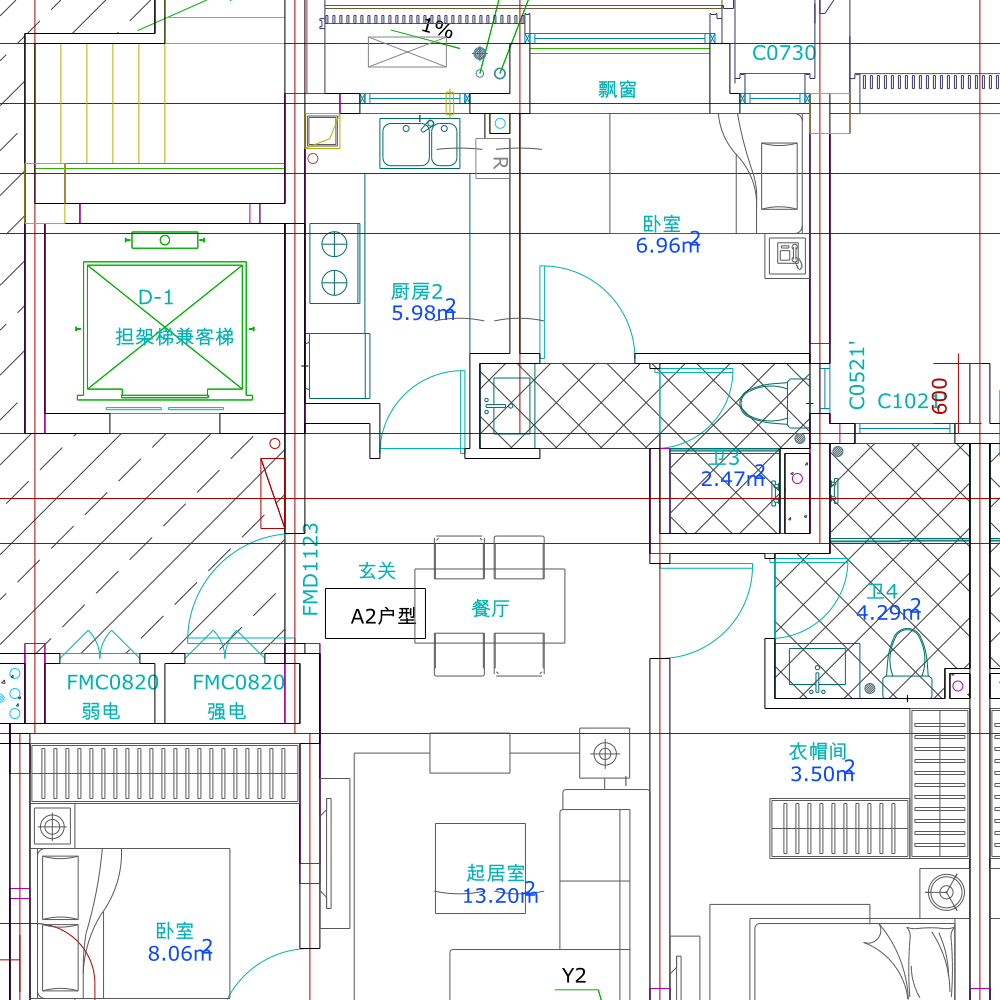 1%
C0730
飘窗
R
卧室
6.96m2
厨房2
5.98m2
D-1
担架梯兼客梯
C0521'
C1021
600
卫3
2.47m2
FMD1123
玄关
A2户型
餐厅
卫4
4.29m2
FMC0820
弱电
FMC0820
强电
衣帽间
3.50m2
起居室
13.20m2
卧室
8.06m2
Y2